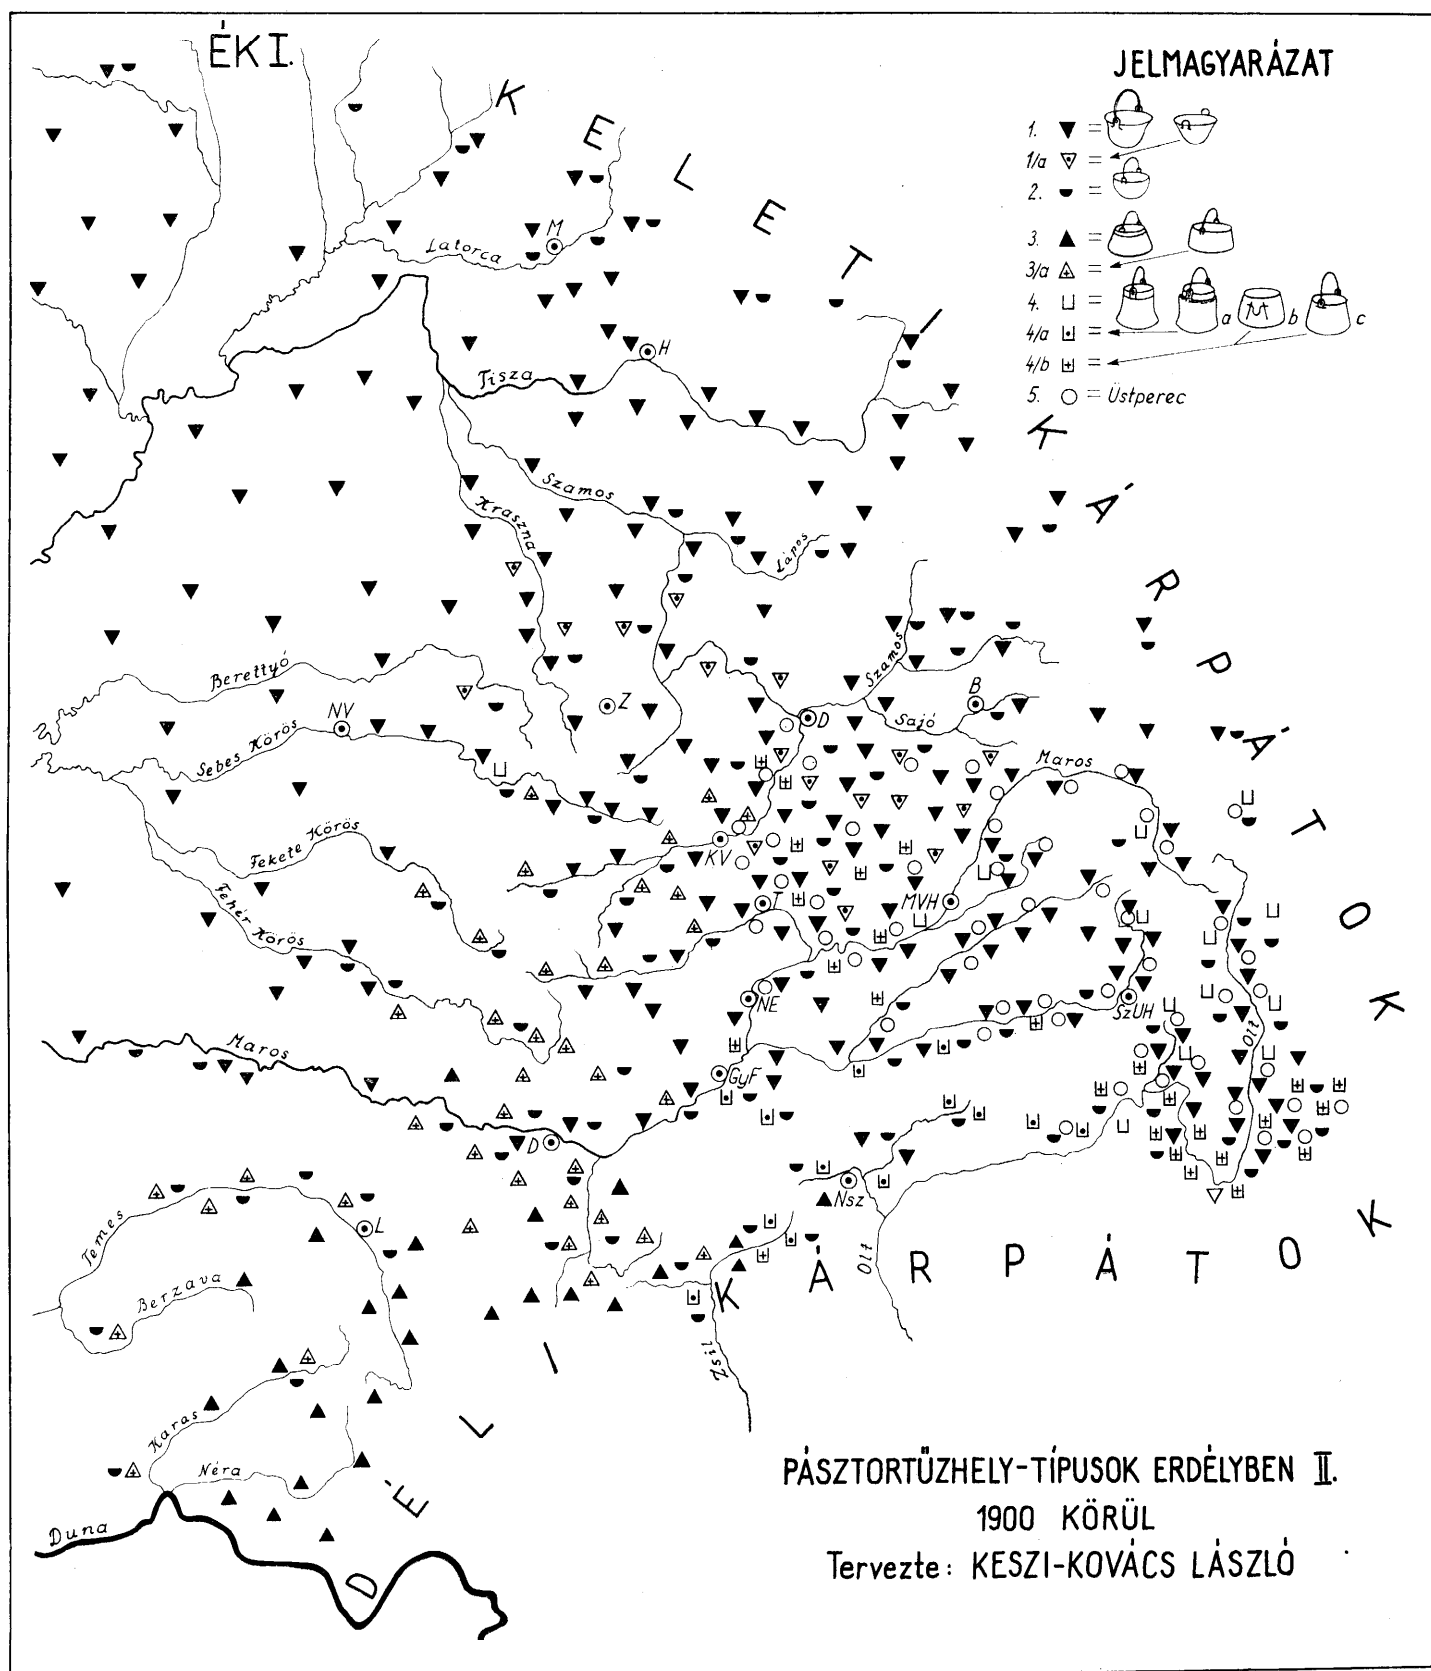 ÉKI.
KELETI KÁRPÁTOK
JELMAGYARÁZAT
1. =
1/a =
2. =
3. =
3/a =
4. = a b c
4/a =
4/b =
5. = Üstperec
M
Latorca
H
Tisza
Szamos
Kraszna
Lápos
Szamos
Berettyó
Z
NV
D
B
Sajó
Sebes Körös
Maros
Fekete Körös
KV
Fehér Körös
T
MVH
NE
SzUH
Maros
Olt
GyF
D
Nsz
Temes
L
Olt
Berzava
DÉLI KÁRPÁTOK
Zsil
Karas
Néra
Duna
PÁSZTORTŰZHELY-TÍPUSOK ERDÉLYBEN II.
1900 KÖRÜL
Tervezte: KESZI-KOVÁCS LÁSZLÓ